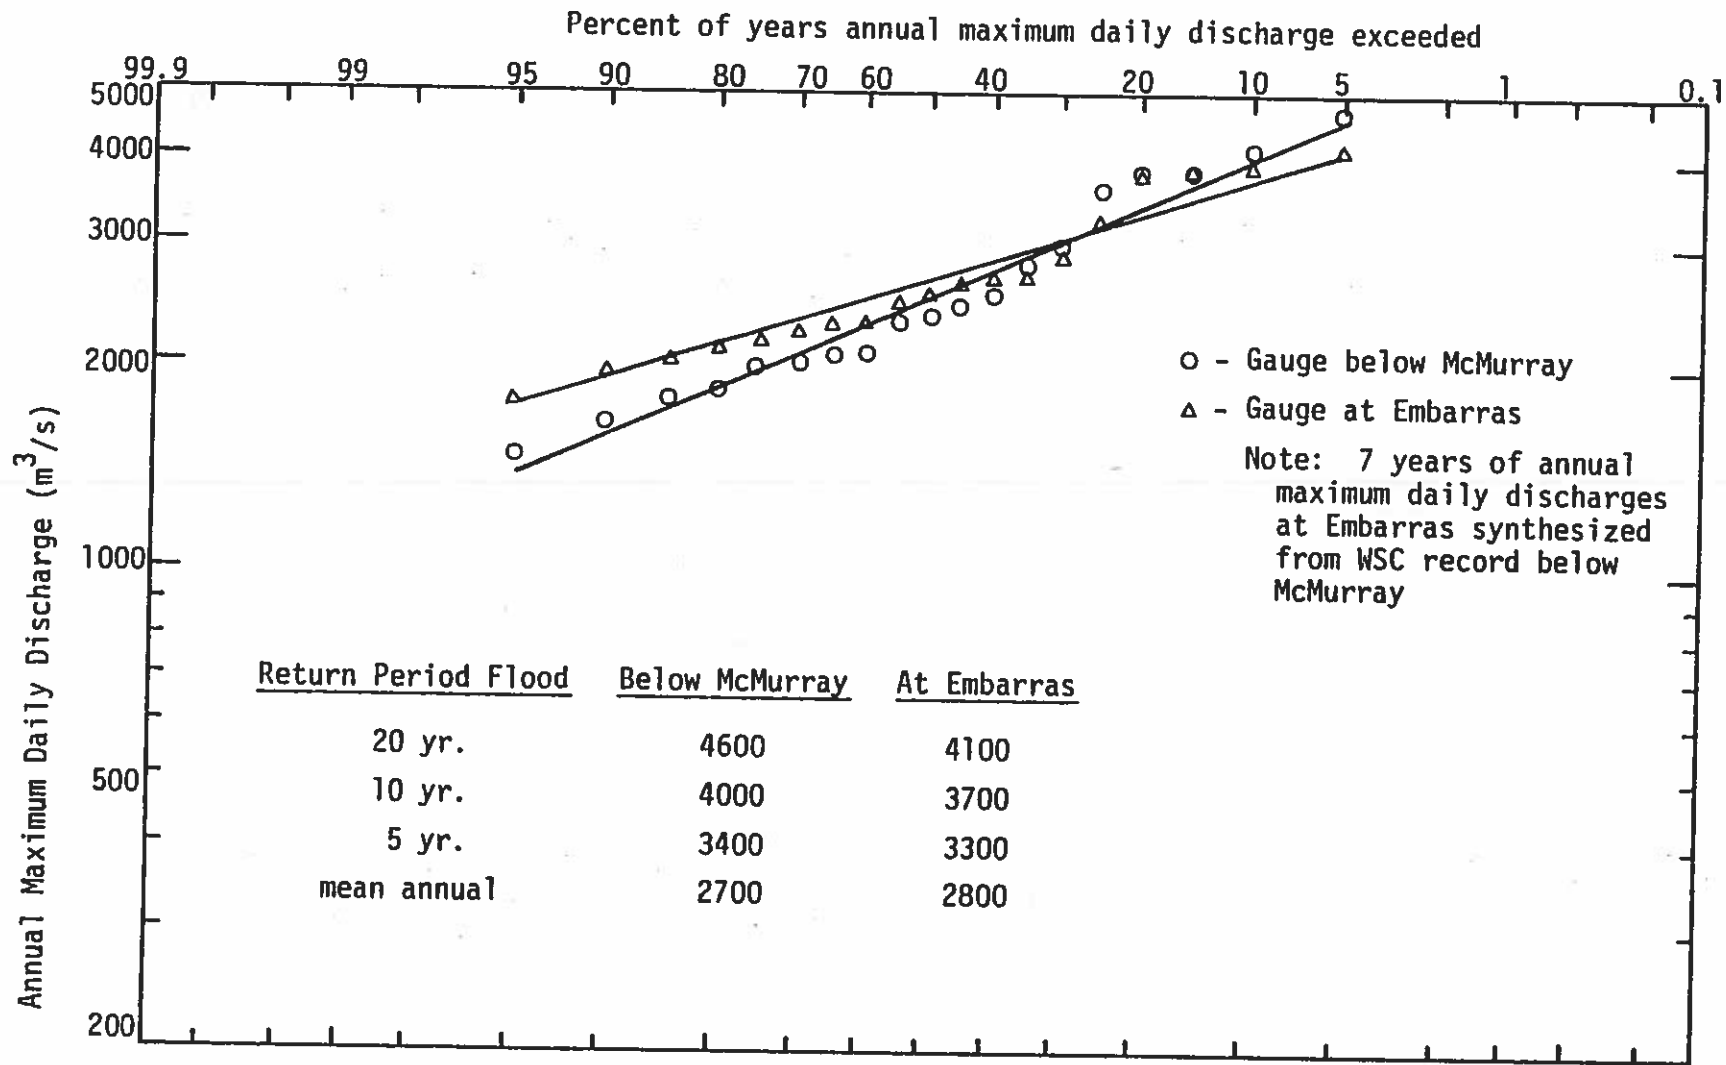 Percent of years annual maximum daily discharge exceeded
99.9 99 95 90 80 70 60 40 20 10 5 1 0.1
5000
4000
3000
2000
1000
500
200
Annual Maximum Daily Discharge (m³/s)
O - Gauge below McMurray
Δ - Gauge at Embarras
Note: 7 years of annual
maximum daily discharges
at Embarras synthesized
from WSC record below
McMurray
Return Period Flood Below McMurray At Embarras
20 yr. 4600 4100
10 yr. 4000 3700
5 yr. 3400 3300
mean annual 2700 2800